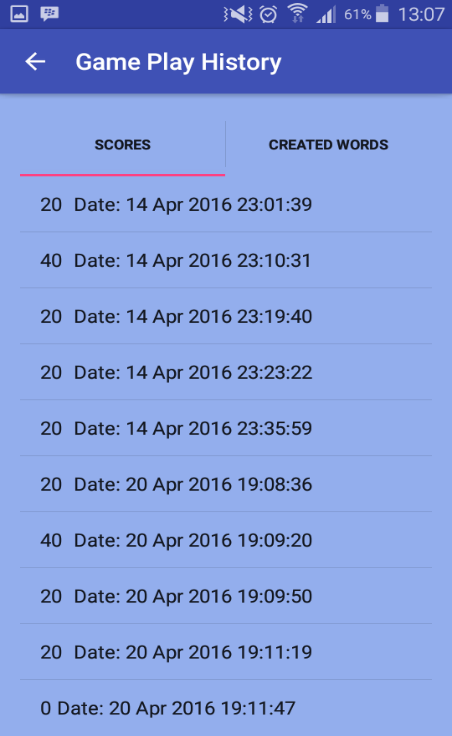 61% 13:07
Game Play History
SCORES CREATED WORDS
20 Date: 14 Apr 2016 23:01:39
40 Date: 14 Apr 2016 23:10:31
20 Date: 14 Apr 2016 23:19:40
20 Date: 14 Apr 2016 23:23:22
20 Date: 14 Apr 2016 23:35:59
20 Date: 20 Apr 2016 19:08:36
40 Date: 20 Apr 2016 19:09:20
20 Date: 20 Apr 2016 19:09:50
20 Date: 20 Apr 2016 19:11:19
0 Date: 20 Apr 2016 19:11:47